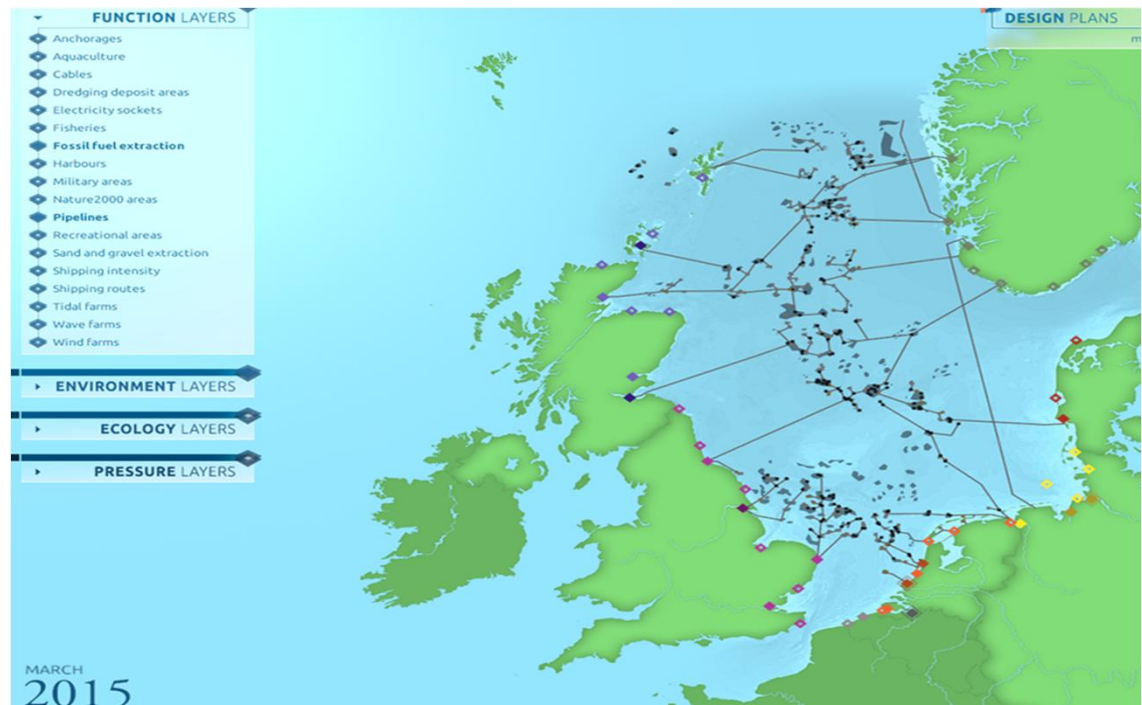 FUNCTION LAYERS
Anchorages
Aquaculture
Cables
Dredging deposit areas
Electricity sockets
Fisheries
Fossil fuel extraction
Harbours
Military areas
Nature2000 areas
Pipelines
Recreational areas
Sand and gravel extraction
Shipping intensity
Shipping routes
Tidal farms
Wave farms
Wind farms
ENVIRONMENT LAYERS
ECOLOGY LAYERS
PRESSURE LAYERS
DESIGN PLANS
MARCH
2015